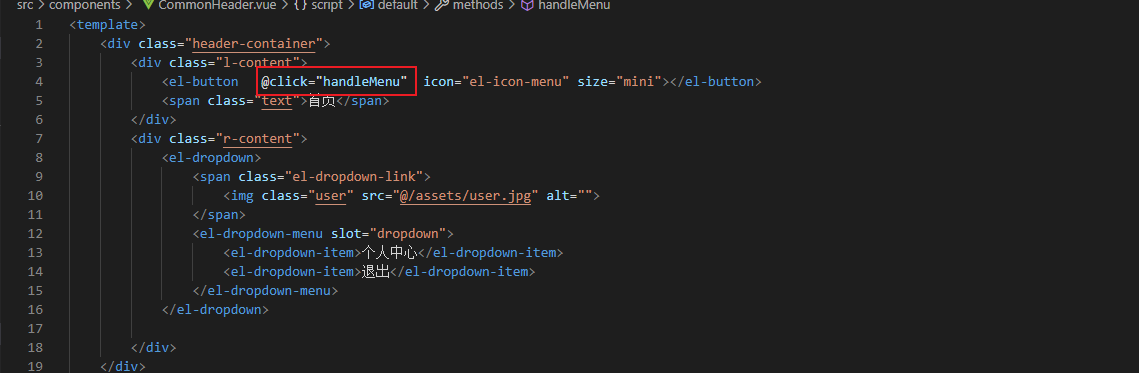 src > components > CommonHeader.vue > {} script > default > methods > handleMenu
1 <template>
2 <div class="header-container">
3 <div class="l-content">
4 <el-button @click="handleMenu" icon="el-icon-menu" size="mini"></el-button>
5 <span class="text">首页</span>
6 </div>
7 <div class="r-content">
8 <el-dropdown>
9 <span class="el-dropdown-link">
10 <img class="user" src="@/assets/user.jpg" alt="">
11 </span>
12 <el-dropdown-menu slot="dropdown">
13 <el-dropdown-item>个人中心</el-dropdown-item>
14 <el-dropdown-item>退出</el-dropdown-item>
15 </el-dropdown-menu>
16 </el-dropdown>
17
18 </div>
19 </div>